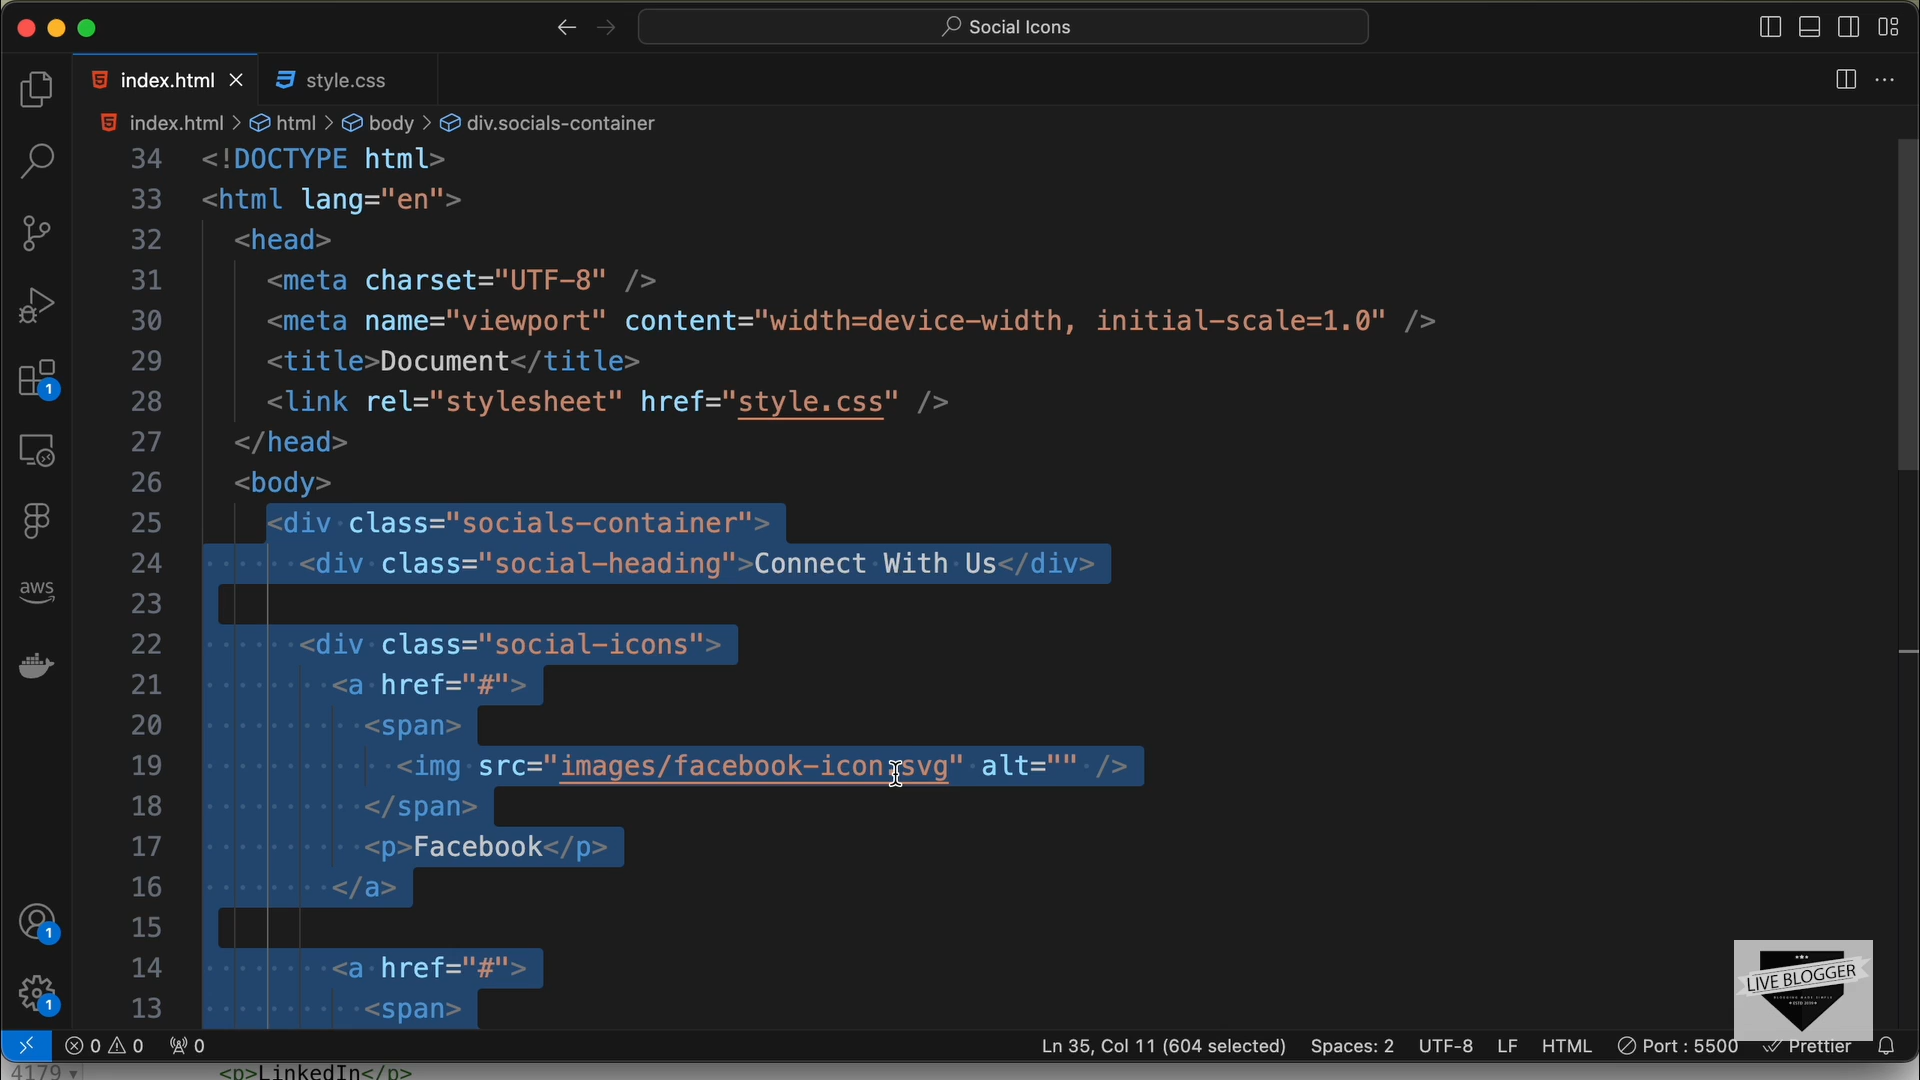 Social Icons
index.html
style.css
index.html > html > body > div.socials-container
34 <!DOCTYPE html>
33 <html lang="en">
32 <head>
31 <meta charset="UTF-8" />
30 <meta name="viewport" content="width=device-width, initial-scale=1.0" />
29 <title>Document</title>
28 <link rel="stylesheet" href="style.css" />
27 </head>
26 <body>
25 <div class="socials-container">
24 <div class="social-heading">Connect With Us</div>
23
22 <div class="social-icons">
21 <a href="#">
20 <span>
19 <img src="images/facebook-icon.svg" alt="" />
18 </span>
17 <p>Facebook</p>
16 </a>
15
14 <a href="#">
13 <span>
1
aws
1
1
LIVE BLOGGER
0 0 0
Ln 35, Col 11 (604 selected) Spaces: 2 UTF-8 LF HTML Port : 5500 Prettier
4179 <p>LinkedIn</p>